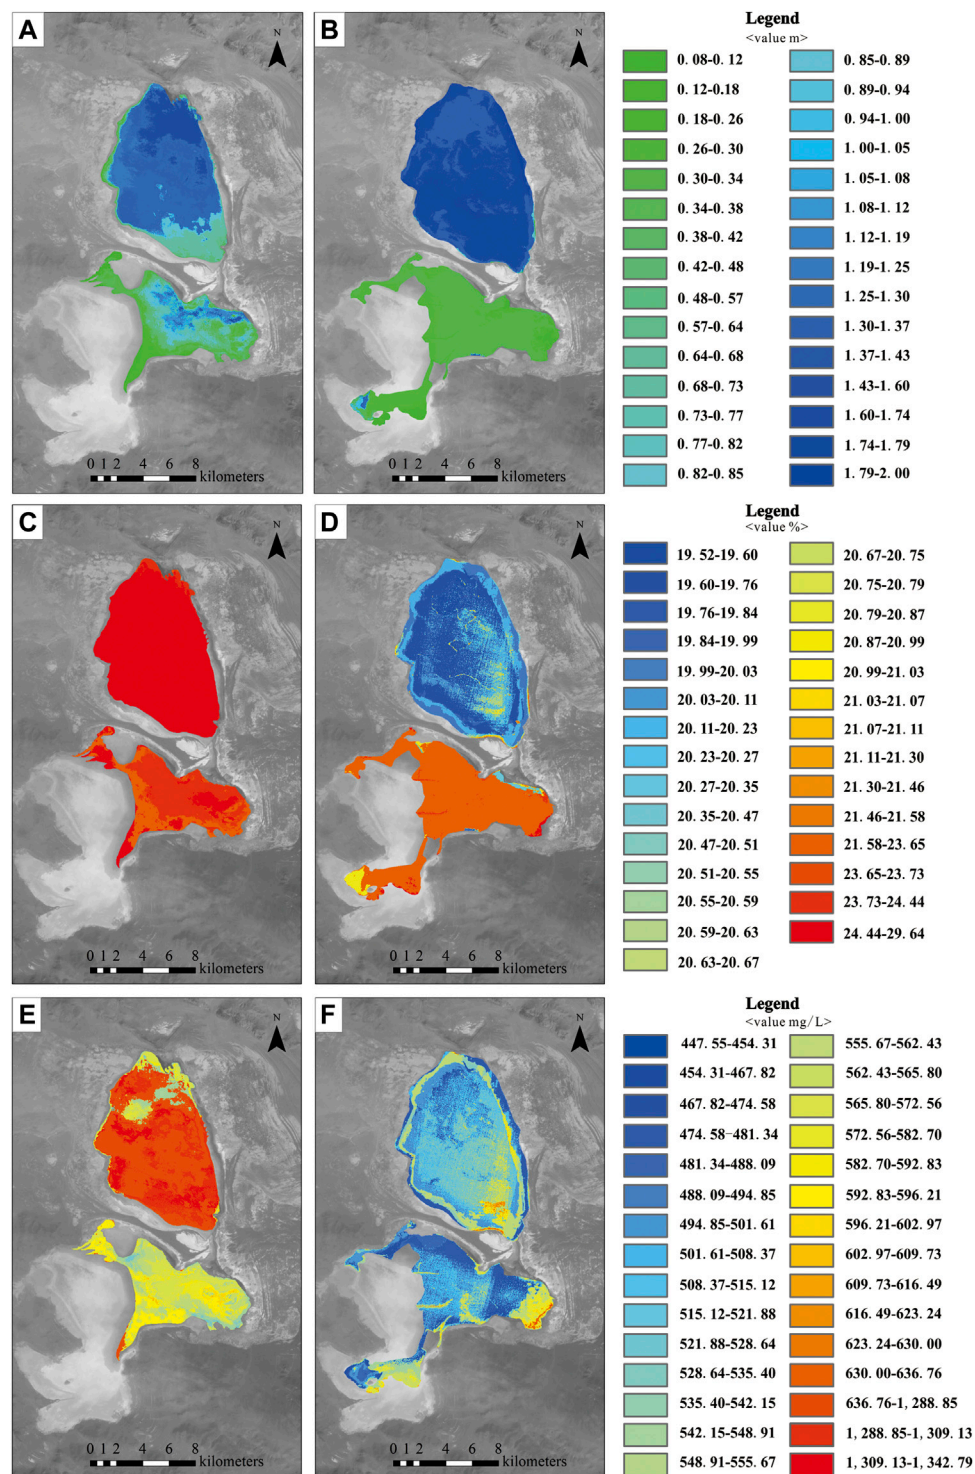 A
N
0 1 2 4 6 8
kilometers
B
N
0 1 2 4 6 8
kilometers
Legend
<value m>
0.08-0.12
0.12-0.18
0.18-0.26
0.26-0.30
0.30-0.34
0.34-0.38
0.38-0.42
0.42-0.48
0.48-0.57
0.57-0.64
0.64-0.68
0.68-0.73
0.73-0.77
0.77-0.82
0.82-0.85
0.85-0.89
0.89-0.94
0.94-1.00
1.00-1.05
1.05-1.08
1.08-1.12
1.12-1.19
1.19-1.25
1.25-1.30
1.30-1.37
1.37-1.43
1.43-1.60
1.60-1.74
1.74-1.79
1.79-2.00
C
N
0 1 2 4 6 8
kilometers
D
N
0 1 2 4 6 8
kilometers
Legend
<value %>
19.52-19.60
19.60-19.76
19.76-19.84
19.84-19.99
19.99-20.03
20.03-20.11
20.11-20.23
20.23-20.27
20.27-20.35
20.35-20.47
20.47-20.51
20.51-20.55
20.55-20.59
20.59-20.63
20.63-20.67
20.67-20.75
20.75-20.79
20.79-20.87
20.87-20.99
20.99-21.03
21.03-21.07
21.07-21.11
21.11-21.30
21.30-21.46
21.46-21.58
21.58-23.65
23.65-23.73
23.73-24.44
24.44-29.64
E
N
0 1 2 4 6 8
kilometers
F
N
0 1 2 4 6 8
kilometers
Legend
<value mg/L>
447.55-454.31
454.31-467.82
467.82-474.58
474.58-481.34
481.34-488.09
488.09-494.85
494.85-501.61
501.61-508.37
508.37-515.12
515.12-521.88
521.88-528.64
528.64-535.40
535.40-542.15
542.15-548.91
548.91-555.67
555.67-562.43
562.43-565.80
565.80-572.56
572.56-582.70
582.70-592.83
592.83-596.21
596.21-602.97
602.97-609.73
609.73-616.49
616.49-623.24
623.24-630.00
630.00-636.76
636.76-1,288.85
1,288.85-1,309.13
1,309.13-1,342.79